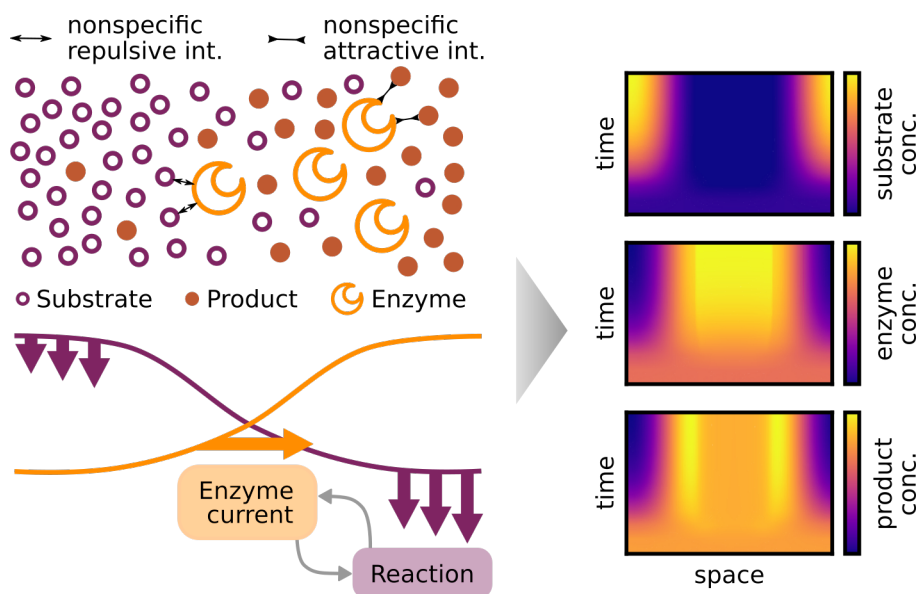 nonspecific
repulsive int.
nonspecific
attractive int.
Substrate
Product
Enzyme
Enzyme
current
Reaction
time
substrate
conc.
time
enzyme
conc.
time
product
conc.
space